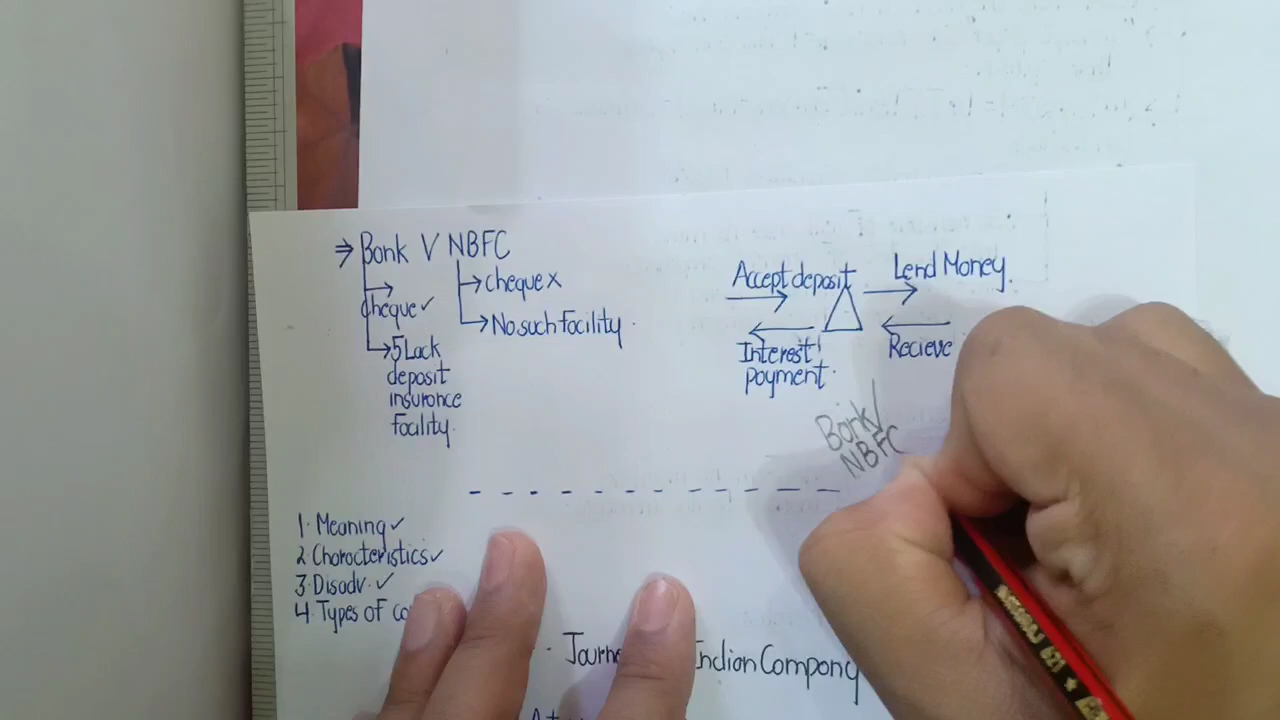 ⇒ Bank V NBFC
→ Cheque ✓
→ 5 Lack
deposit
insurance
facility.
→ Cheque x
→ No such facility.
Accept deposit
Lend Money.
Interest
payment.
Recieve
Bank/
NBFC
1. Meaning ✓
2. Characteristics ✓
3. Disadv. ✓
4. Types of
Indian Company